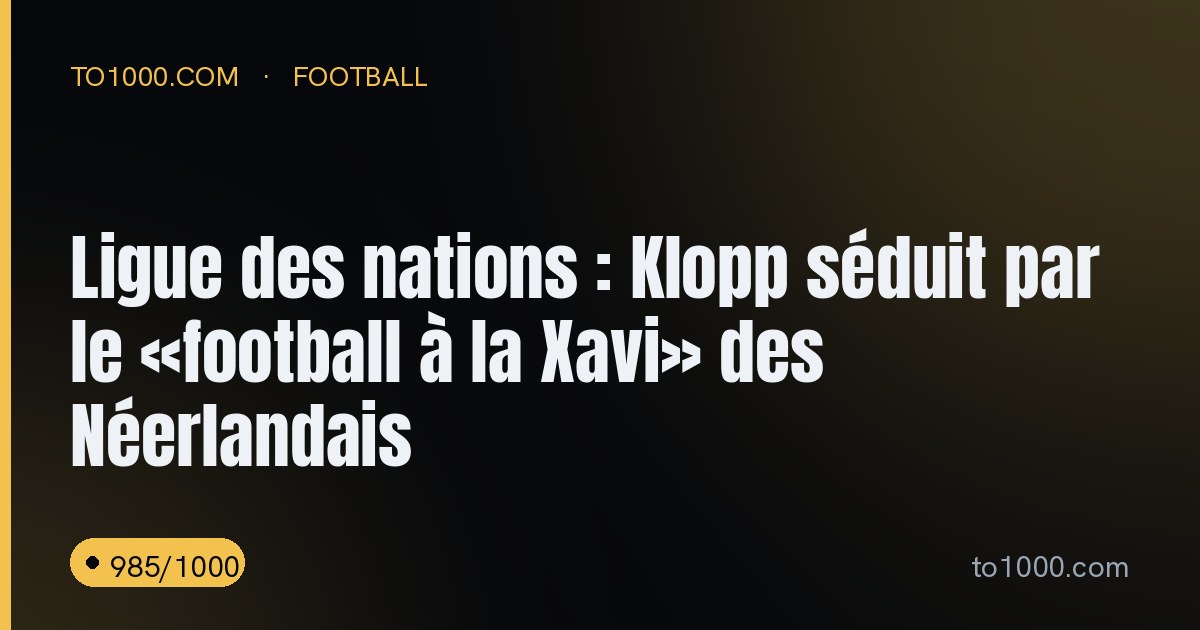 TO1000.COM · FOOTBALL
Ligue des nations : Klopp séduit par
le «football à la Xavi» des
Néerlandais
985/1000
to1000.com